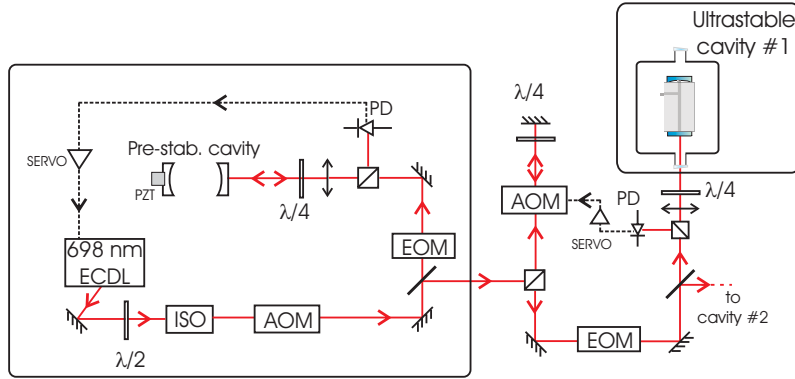 Ultrastable
cavity #1
λ/4
PD
Pre-stab. cavity
SERVO
PZT
λ/4
λ/4
AOM
PD
SERVO
698 nm
ECDL
EOM
ISO
AOM
λ/2
to
cavity #2
EOM